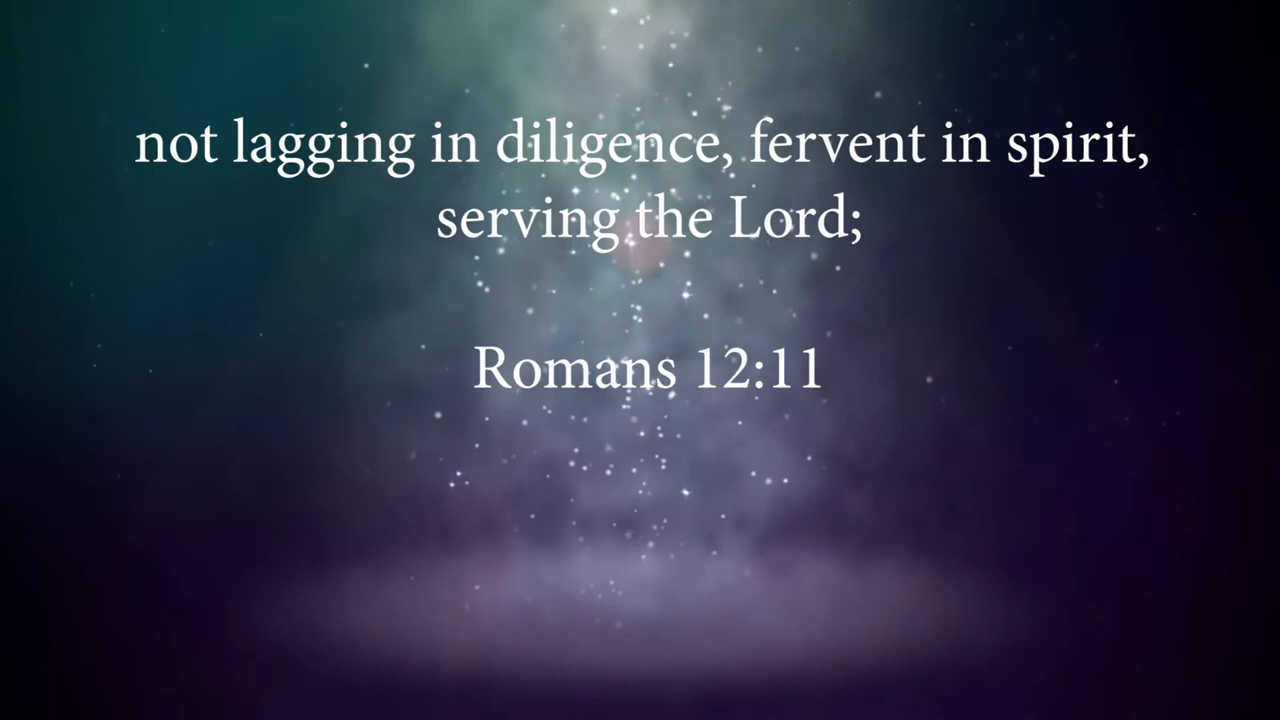 not lagging in diligence, fervent in spirit,
serving the Lord;
Romans 12:11